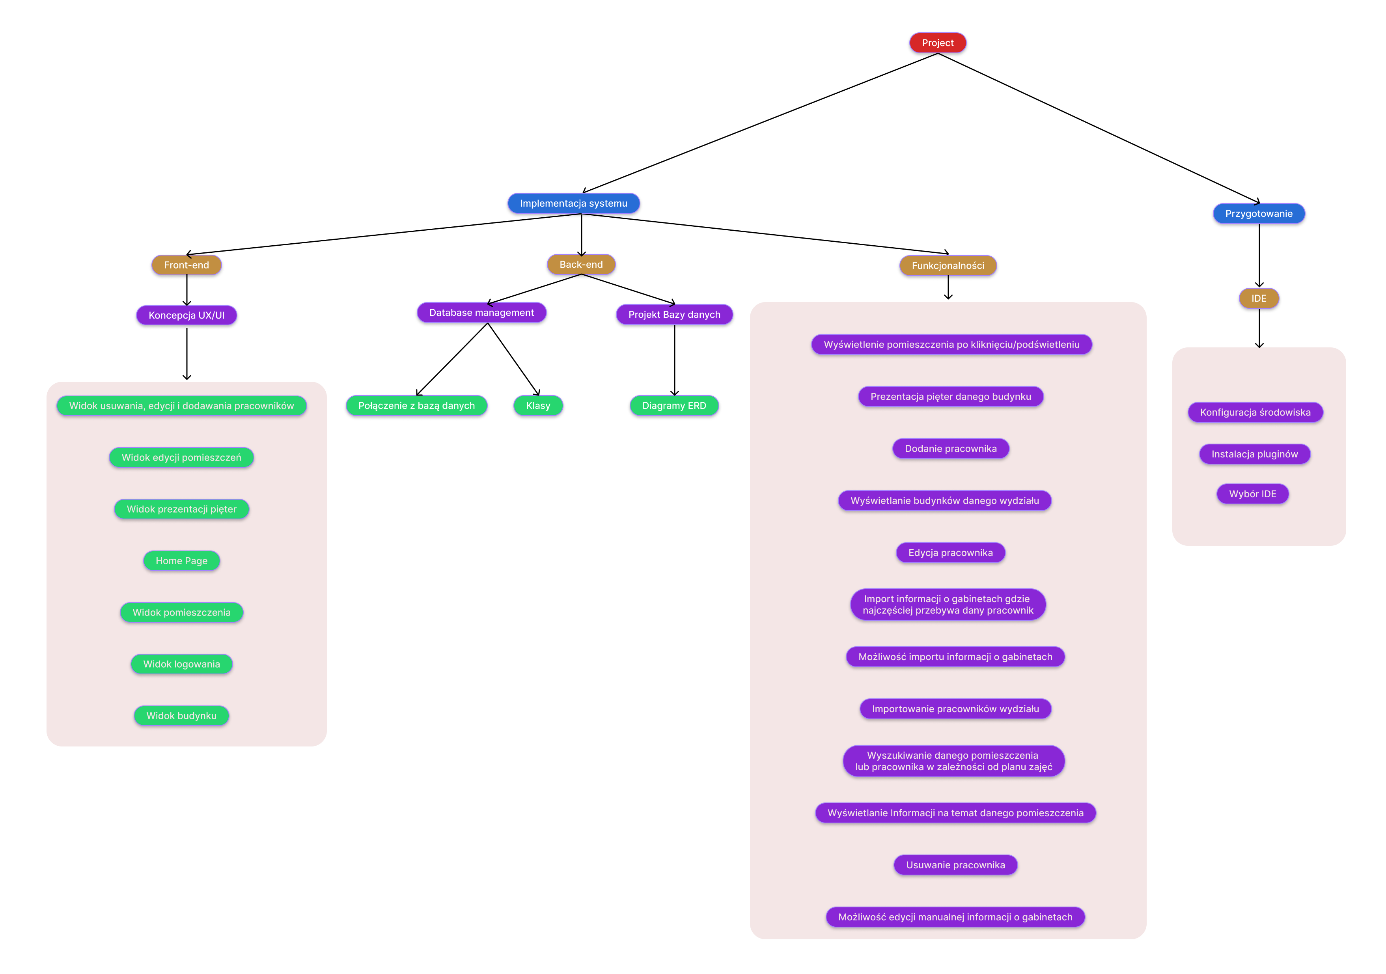 Project
Implementacja systemu
Przygotowanie
Front-end
Back-end
Funkcjonalności
IDE
Koncepcja UX/UI
Database management
Projekt Bazy danych
Widok usuwania, edycji i dodawania pracowników
Widok edycji pomieszczeń
Widok prezentacji pięter
Home Page
Widok pomieszczenia
Widok logowania
Widok budynku
Połączenie z bazą danych
Klasy
Diagramy ERD
Wyświetlenie pomieszczenia po kliknięciu/podświetleniu
Prezentacja pięter danego budynku
Dodanie pracownika
Wyświetlanie budynków danego wydziału
Edycja pracownika
Import informacji o gabinetach gdzie
najczęściej przebywa dany pracownik
Możliwość importu informacji o gabinetach
Importowanie pracowników wydziału
Wyszukiwanie danego pomieszczenia
lub pracownika w zależności od planu zajęć
Wyświetlanie Informacji na temat danego pomieszczenia
Usuwanie pracownika
Możliwość edycji manualnej informacji o gabinetach
Konfiguracja środowiska
Instalacja pluginów
Wybór IDE